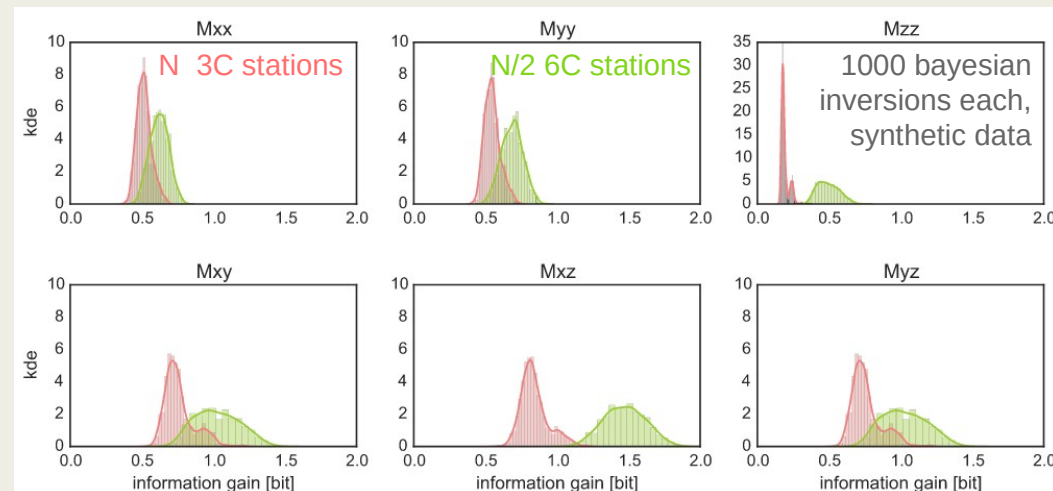 Mxx
Myy
Mzz
10
8
6
4
2
0
kde
N 3C stations
0.0 0.5 1.0 1.5 2.0
10
8
6
4
2
0
N/2 6C stations
0.0 0.5 1.0 1.5 2.0
35
30
25
20
15
10
5
0
1000 bayesian
inversions each,
synthetic data
0.0 0.5 1.0 1.5 2.0
Mxy
Mxz
Myz
10
8
6
4
2
0
kde
0.0 0.5 1.0 1.5 2.0
information gain [bit]
10
8
6
4
2
0
0.0 0.5 1.0 1.5 2.0
information gain [bit]
10
8
6
4
2
0
0.0 0.5 1.0 1.5 2.0
information gain [bit]